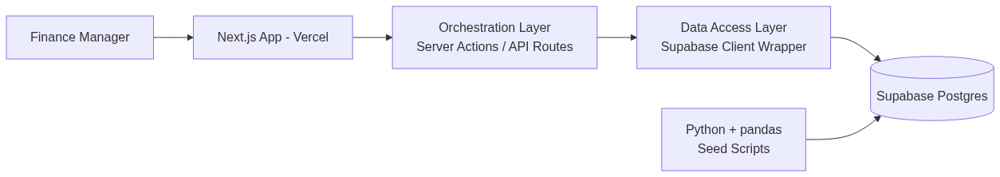 Finance Manager
Next.js App - Vercel
Orchestration Layer
Server Actions / API Routes
Data Access Layer
Supabase Client Wrapper
Supabase Postgres
Python + pandas
Seed Scripts